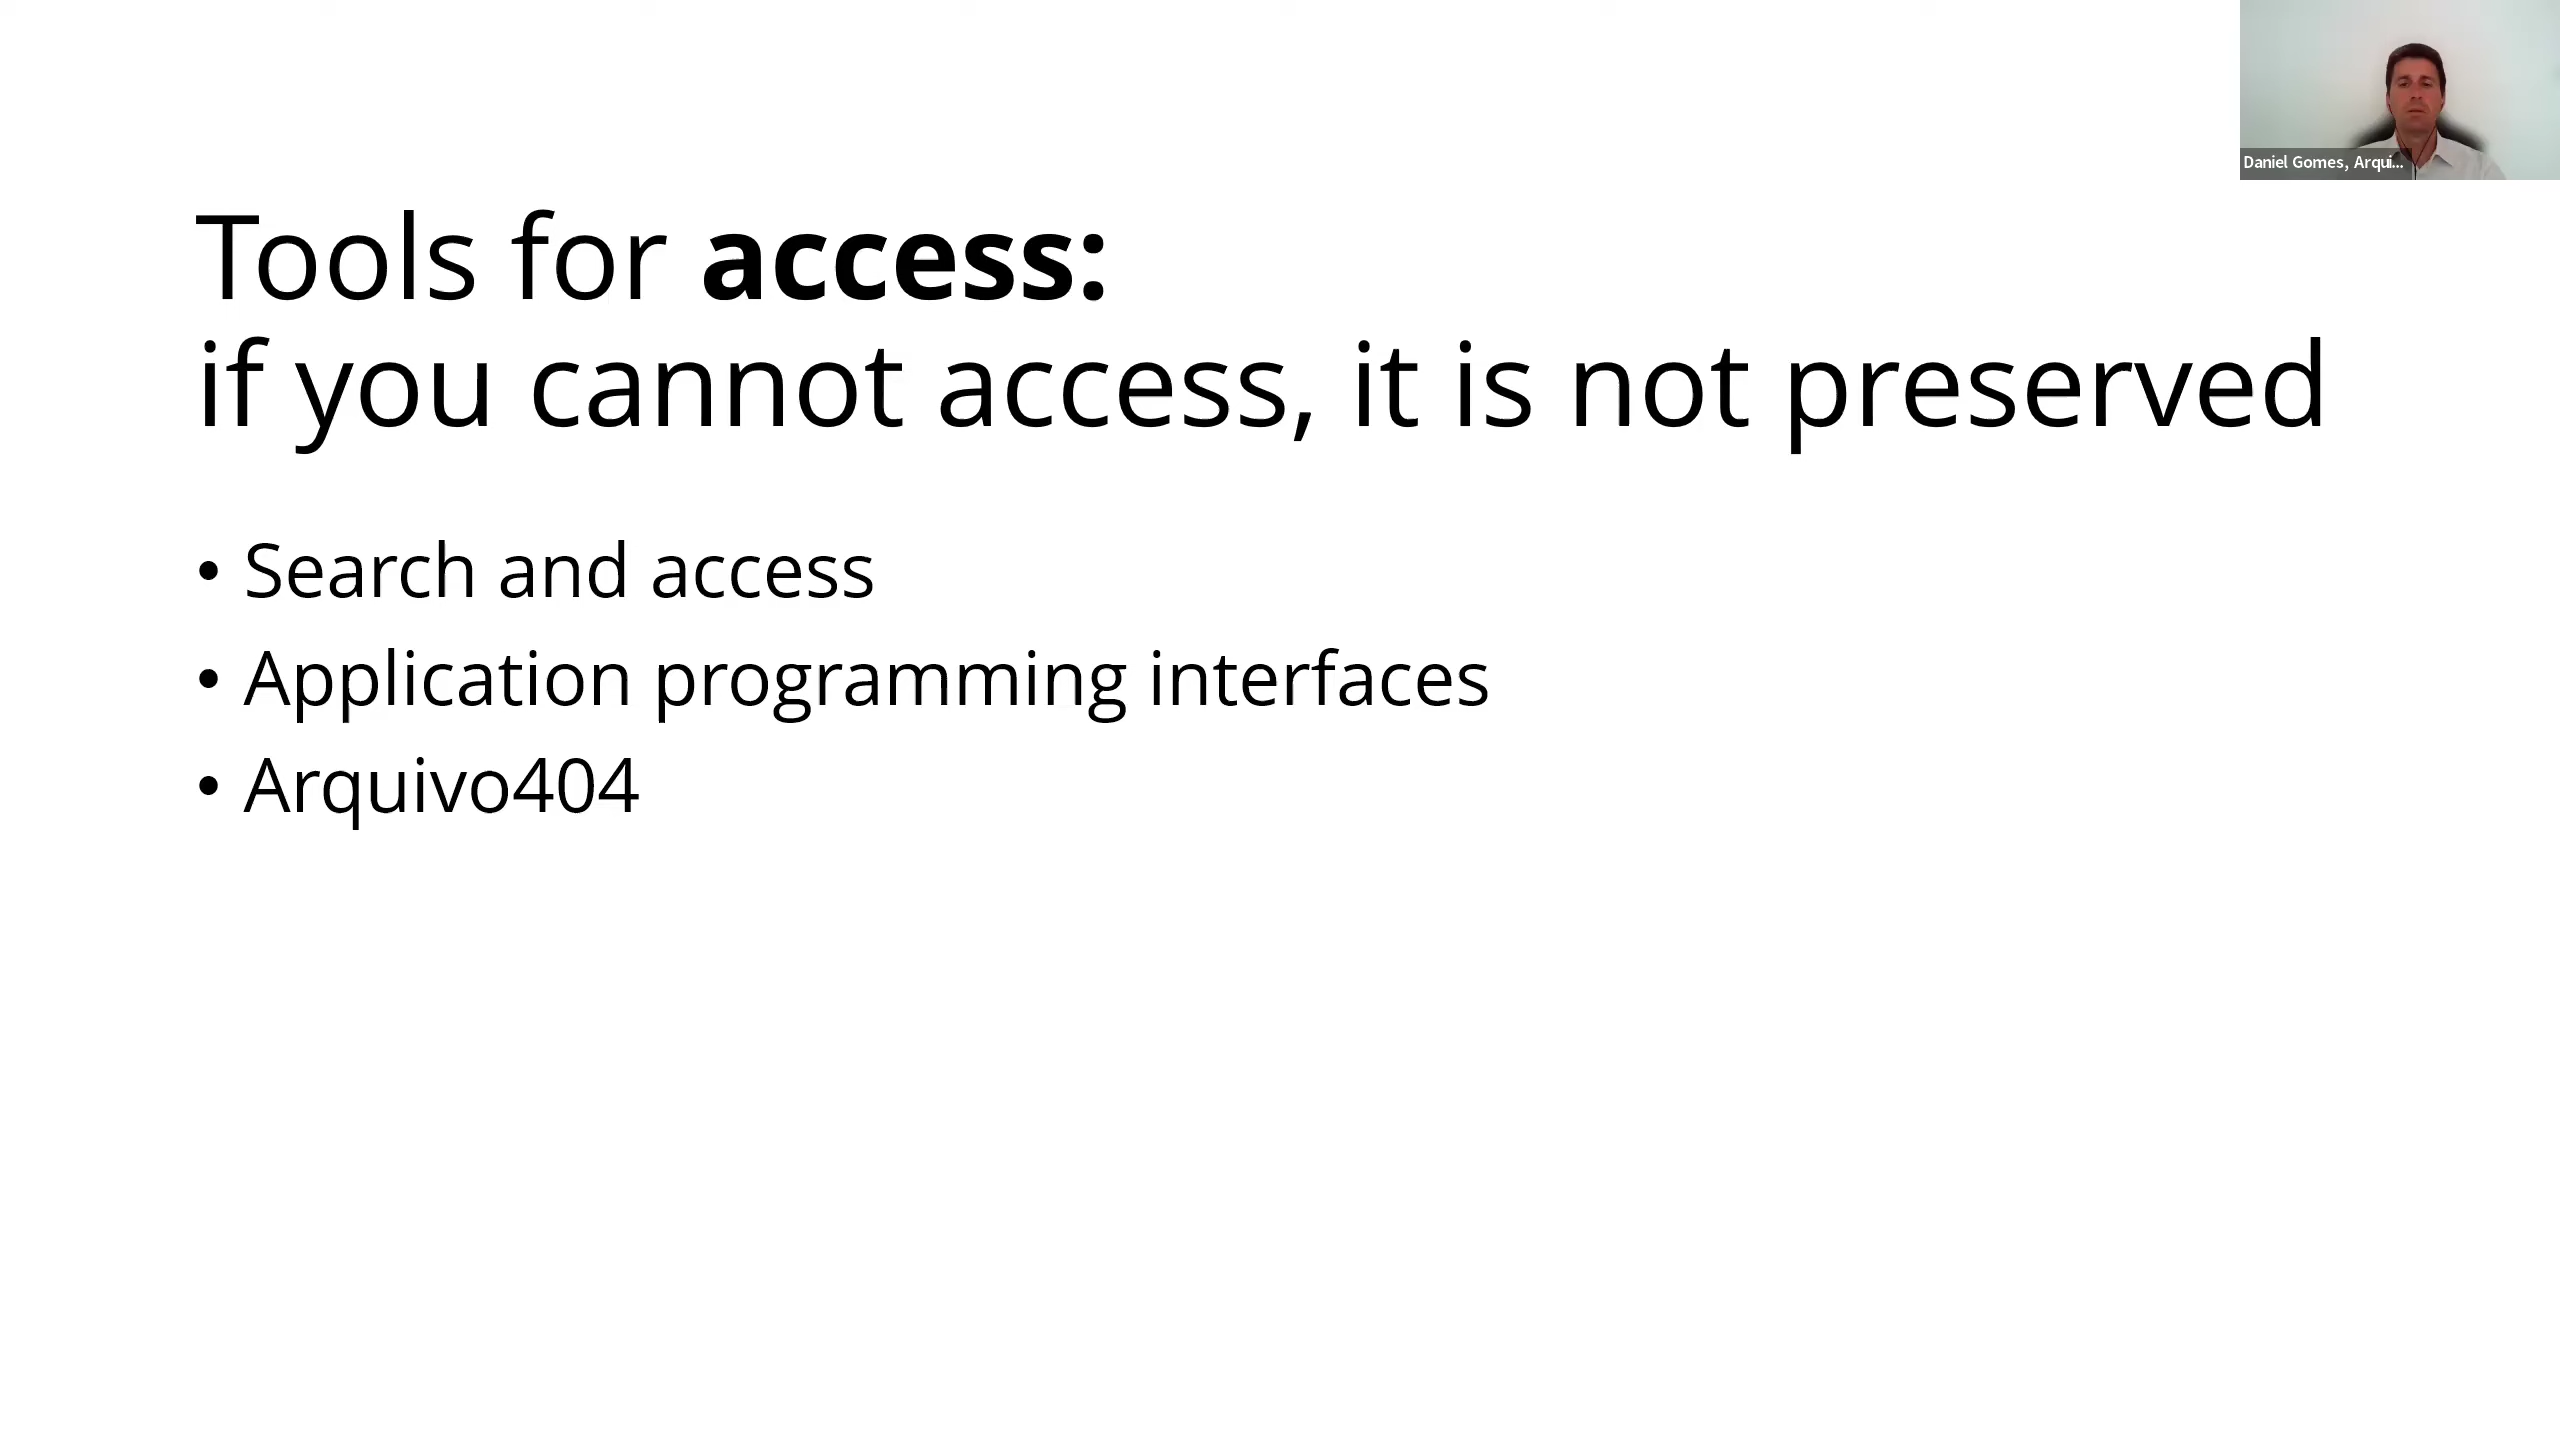 Daniel Gomes, Arqui...
Tools for access:
if you cannot access, it is not preserved
• Search and access
• Application programming interfaces
• Arquivo404